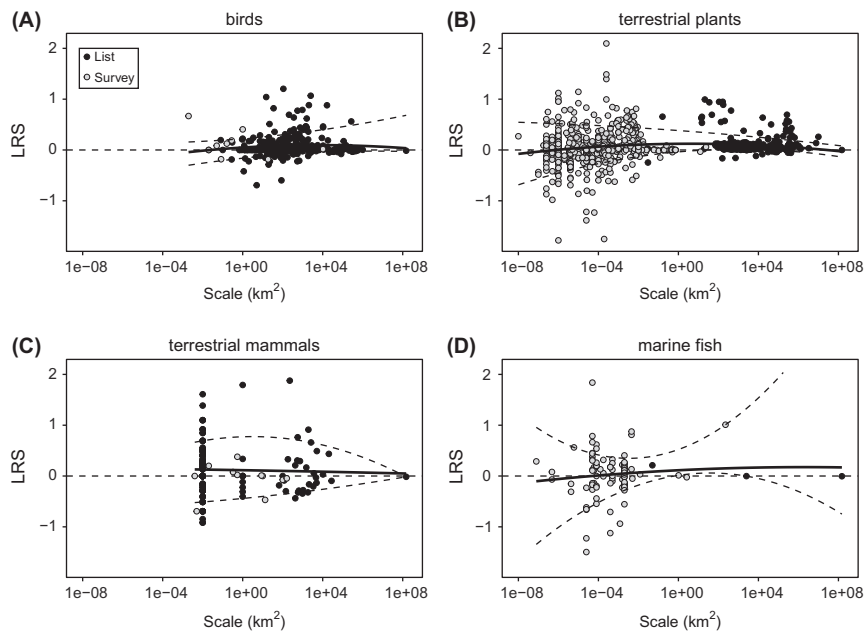 (A) birds
LRS
2
1
0
−1
List
Survey
1e−08 1e−04 1e+00 1e+04 1e+08
Scale (km²)
(B) terrestrial plants
LRS
2
1
0
−1
1e−08 1e−04 1e+00 1e+04 1e+08
Scale (km²)
(C) terrestrial mammals
LRS
2
1
0
−1
1e−08 1e−04 1e+00 1e+04 1e+08
Scale (km²)
(D) marine fish
LRS
2
1
0
−1
1e−08 1e−04 1e+00 1e+04 1e+08
Scale (km²)